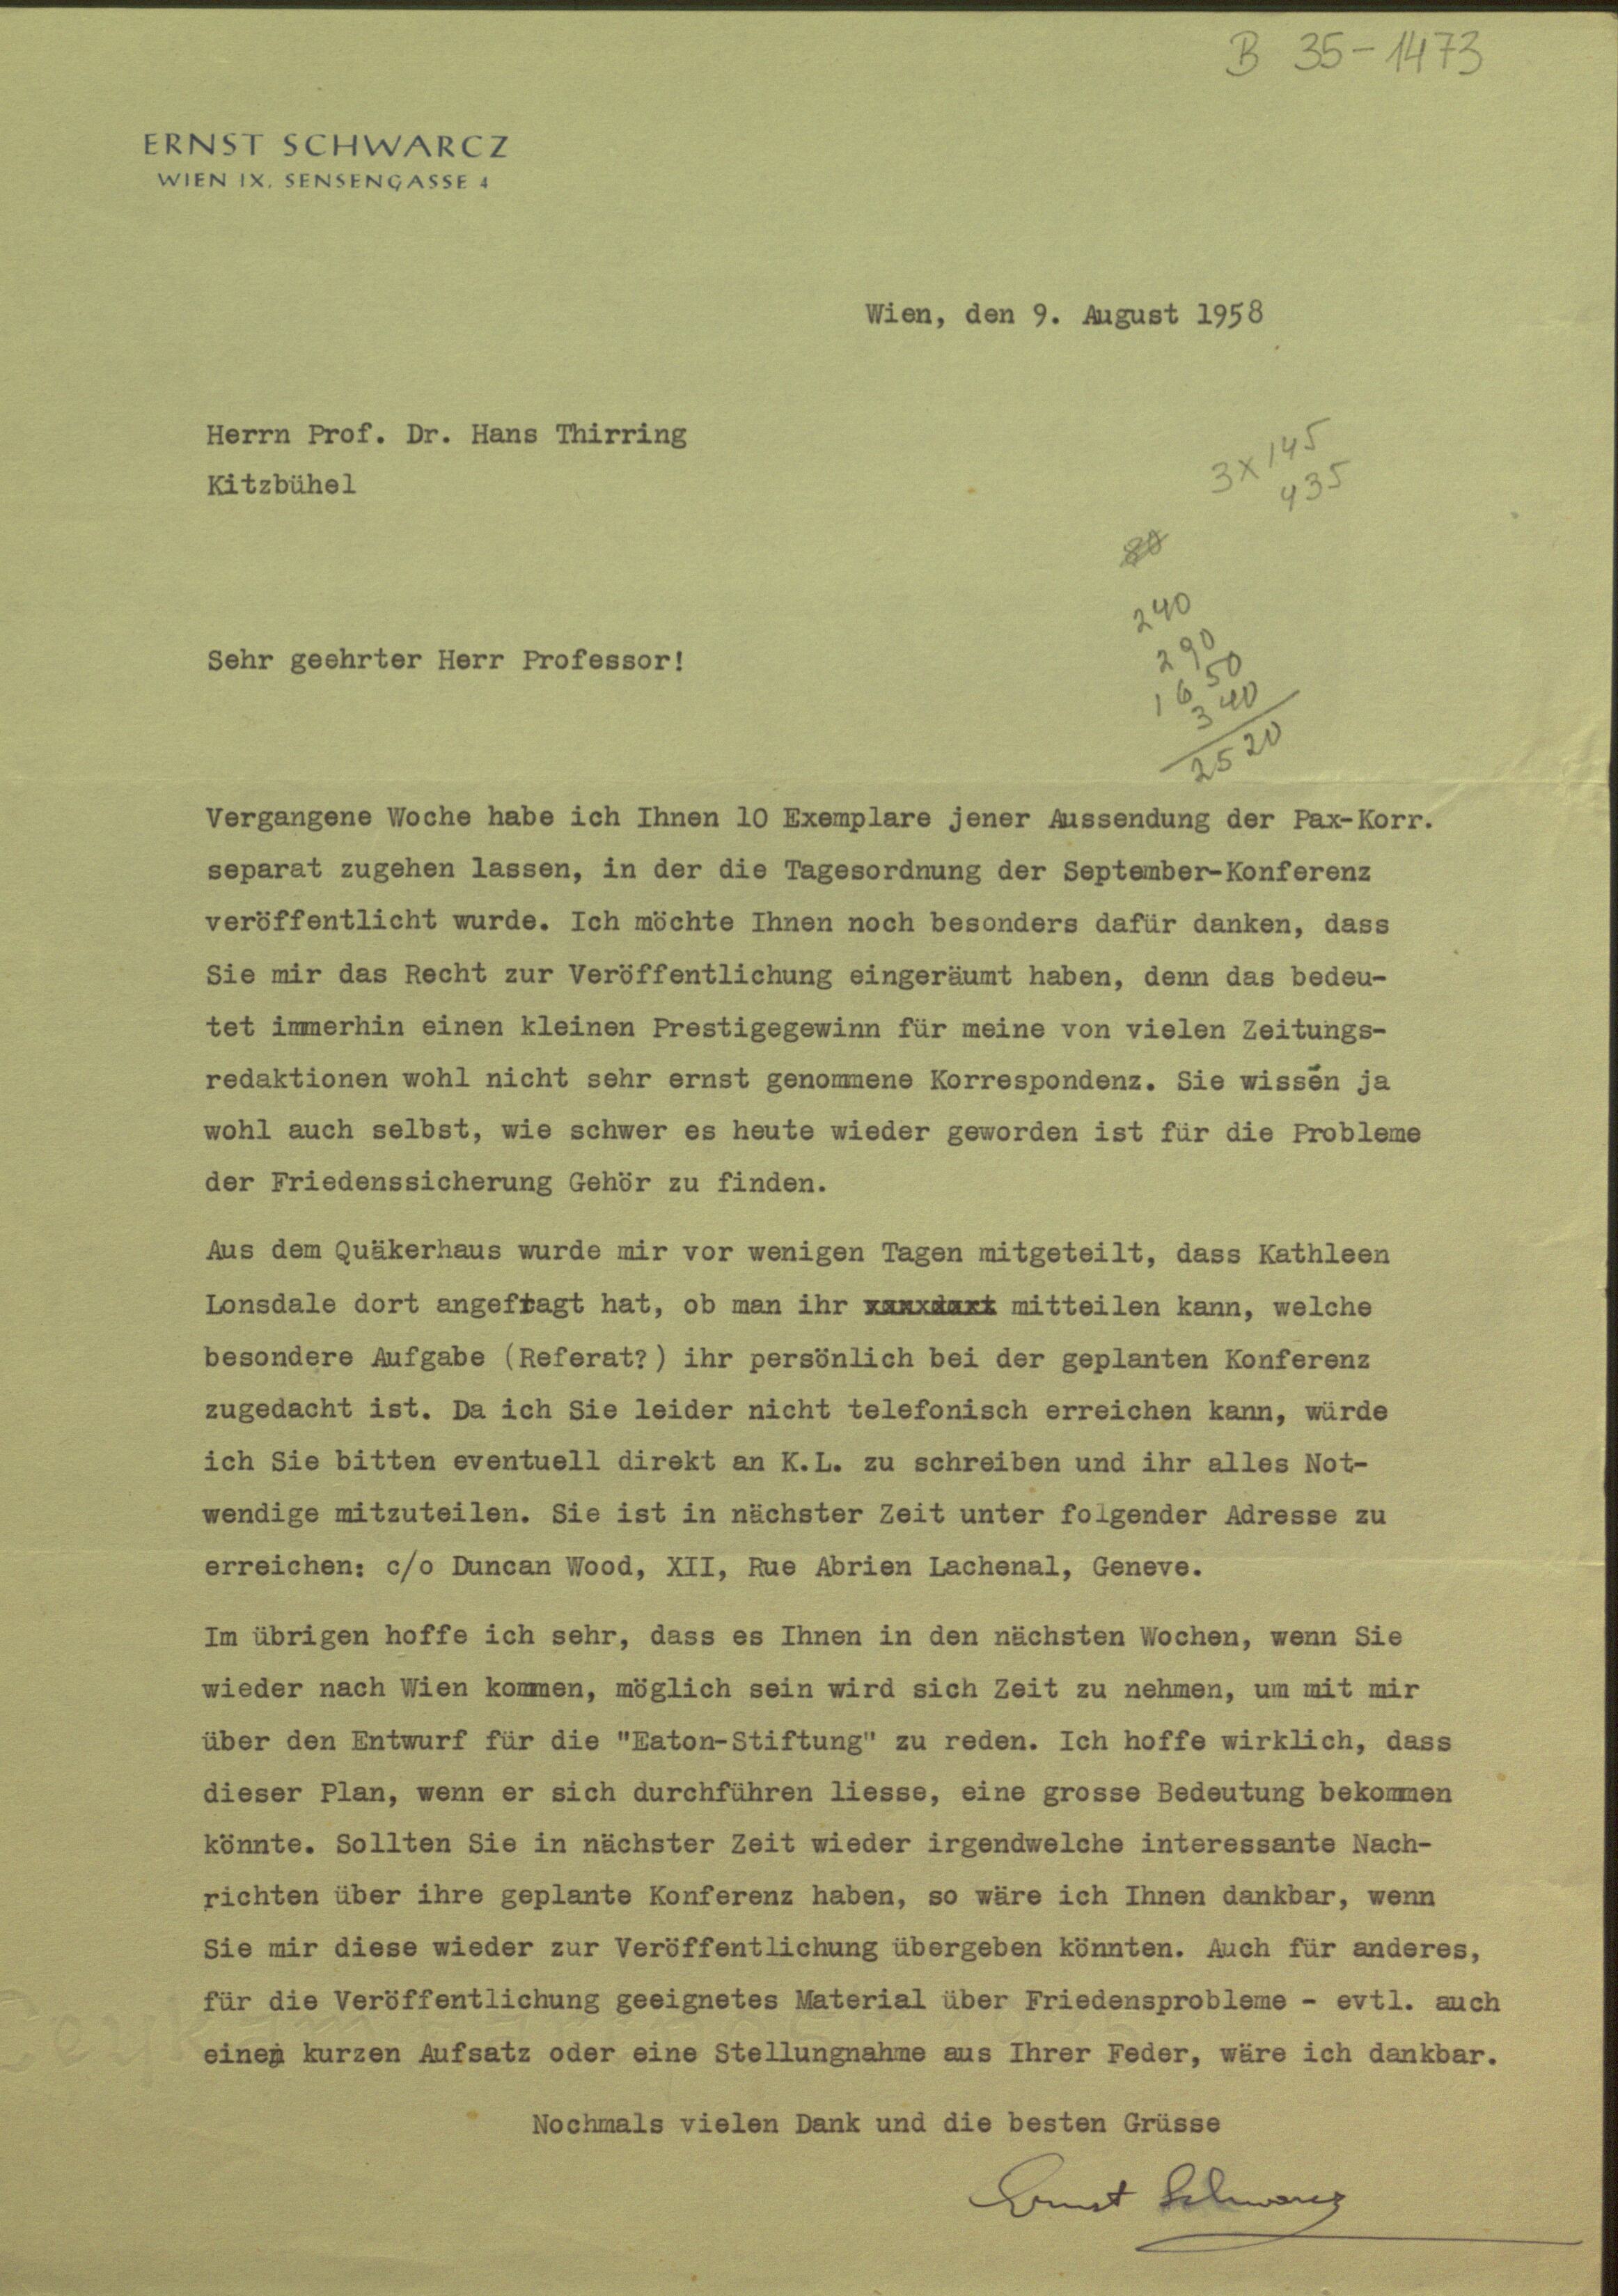 B 35-1473
ERNST SCHWARCZ
WIEN IX. SENSENGASSE 4
Wien, den 9. August 1958
Herrn Prof. Dr. Hans Thirring
Kitzbühel
3 x 145
435
80
240
290
1650
340
2520
Sehr geehrter Herr Professor!
Vergangene Woche habe ich Ihnen 10 Exemplare jener Aussendung der Pax-Korr.
separat zugehen lassen, in der die Tagesordnung der September-Konferenz
veröffentlicht wurde. Ich möchte Ihnen noch besonders dafür danken, dass
Sie mir das Recht zur Veröffentlichung eingeräumt haben, denn das bedeu-
tet immerhin einen kleinen Prestigegewinn für meine von vielen Zeitungs-
redaktionen wohl nicht sehr ernst genommene Korrespondenz. Sie wissen ja
wohl auch selbst, wie schwer es heute wieder geworden ist für die Probleme
der Friedenssicherung Gehör zu finden.
Aus dem Quäkerhaus wurde mir vor wenigen Tagen mitgeteilt, dass Kathleen
Lonsdale dort angefragt hat, ob man ihr mitteilen kann, welche
besondere Aufgabe (Referat?) ihr persönlich bei der geplanten Konferenz
zugedacht ist. Da ich Sie leider nicht telefonisch erreichen kann, würde
ich Sie bitten eventuell direkt an K.L. zu schreiben und ihr alles Not-
wendige mitzuteilen. Sie ist in nächster Zeit unter folgender Adresse zu
erreichen: c/o Duncan Wood, XII, Rue Abrien Lachenal, Geneve.
Im übrigen hoffe ich sehr, dass es Ihnen in den nächsten Wochen, wenn Sie
wieder nach Wien kommen, möglich sein wird sich Zeit zu nehmen, um mit mir
über den Entwurf für die "Eaton-Stiftung" zu reden. Ich hoffe wirklich, dass
dieser Plan, wenn er sich durchführen liesse, eine grosse Bedeutung bekommen
könnte. Sollten Sie in nächster Zeit wieder irgendwelche interessante Nach-
richten über ihre geplante Konferenz haben, so wäre ich Ihnen dankbar, wenn
Sie mir diese wieder zur Veröffentlichung übergeben könnten. Auch für anderes,
für die Veröffentlichung geeignetes Material über Friedensprobleme - evtl. auch
einen kurzen Aufsatz oder eine Stellungnahme aus Ihrer Feder, wäre ich dankbar.
Nochmals vielen Dank und die besten Grüsse
Ernst Schwarcz